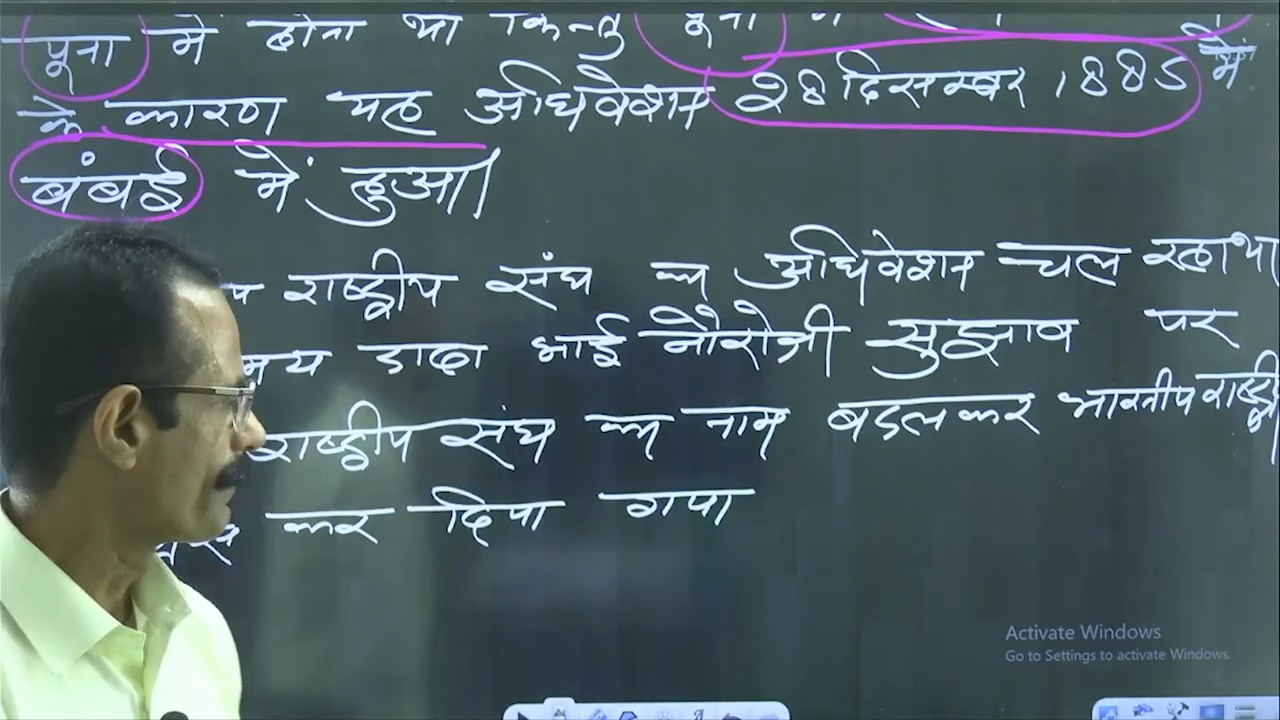 पूना में होना था किन्तु पूना में
के कारण यह अधिवेशन 28 दिसम्बर 1885 में
बंबई में हुआ।
राष्ट्रीय संघ का अधिवेशन चल रहा था
दादा भाई नौरोजी सुझाव पर
राष्ट्रीय संघ का नाम बदलकर भारतीय राष्ट्री
कर दिया गया
Activate Windows
Go to Settings to activate Windows.